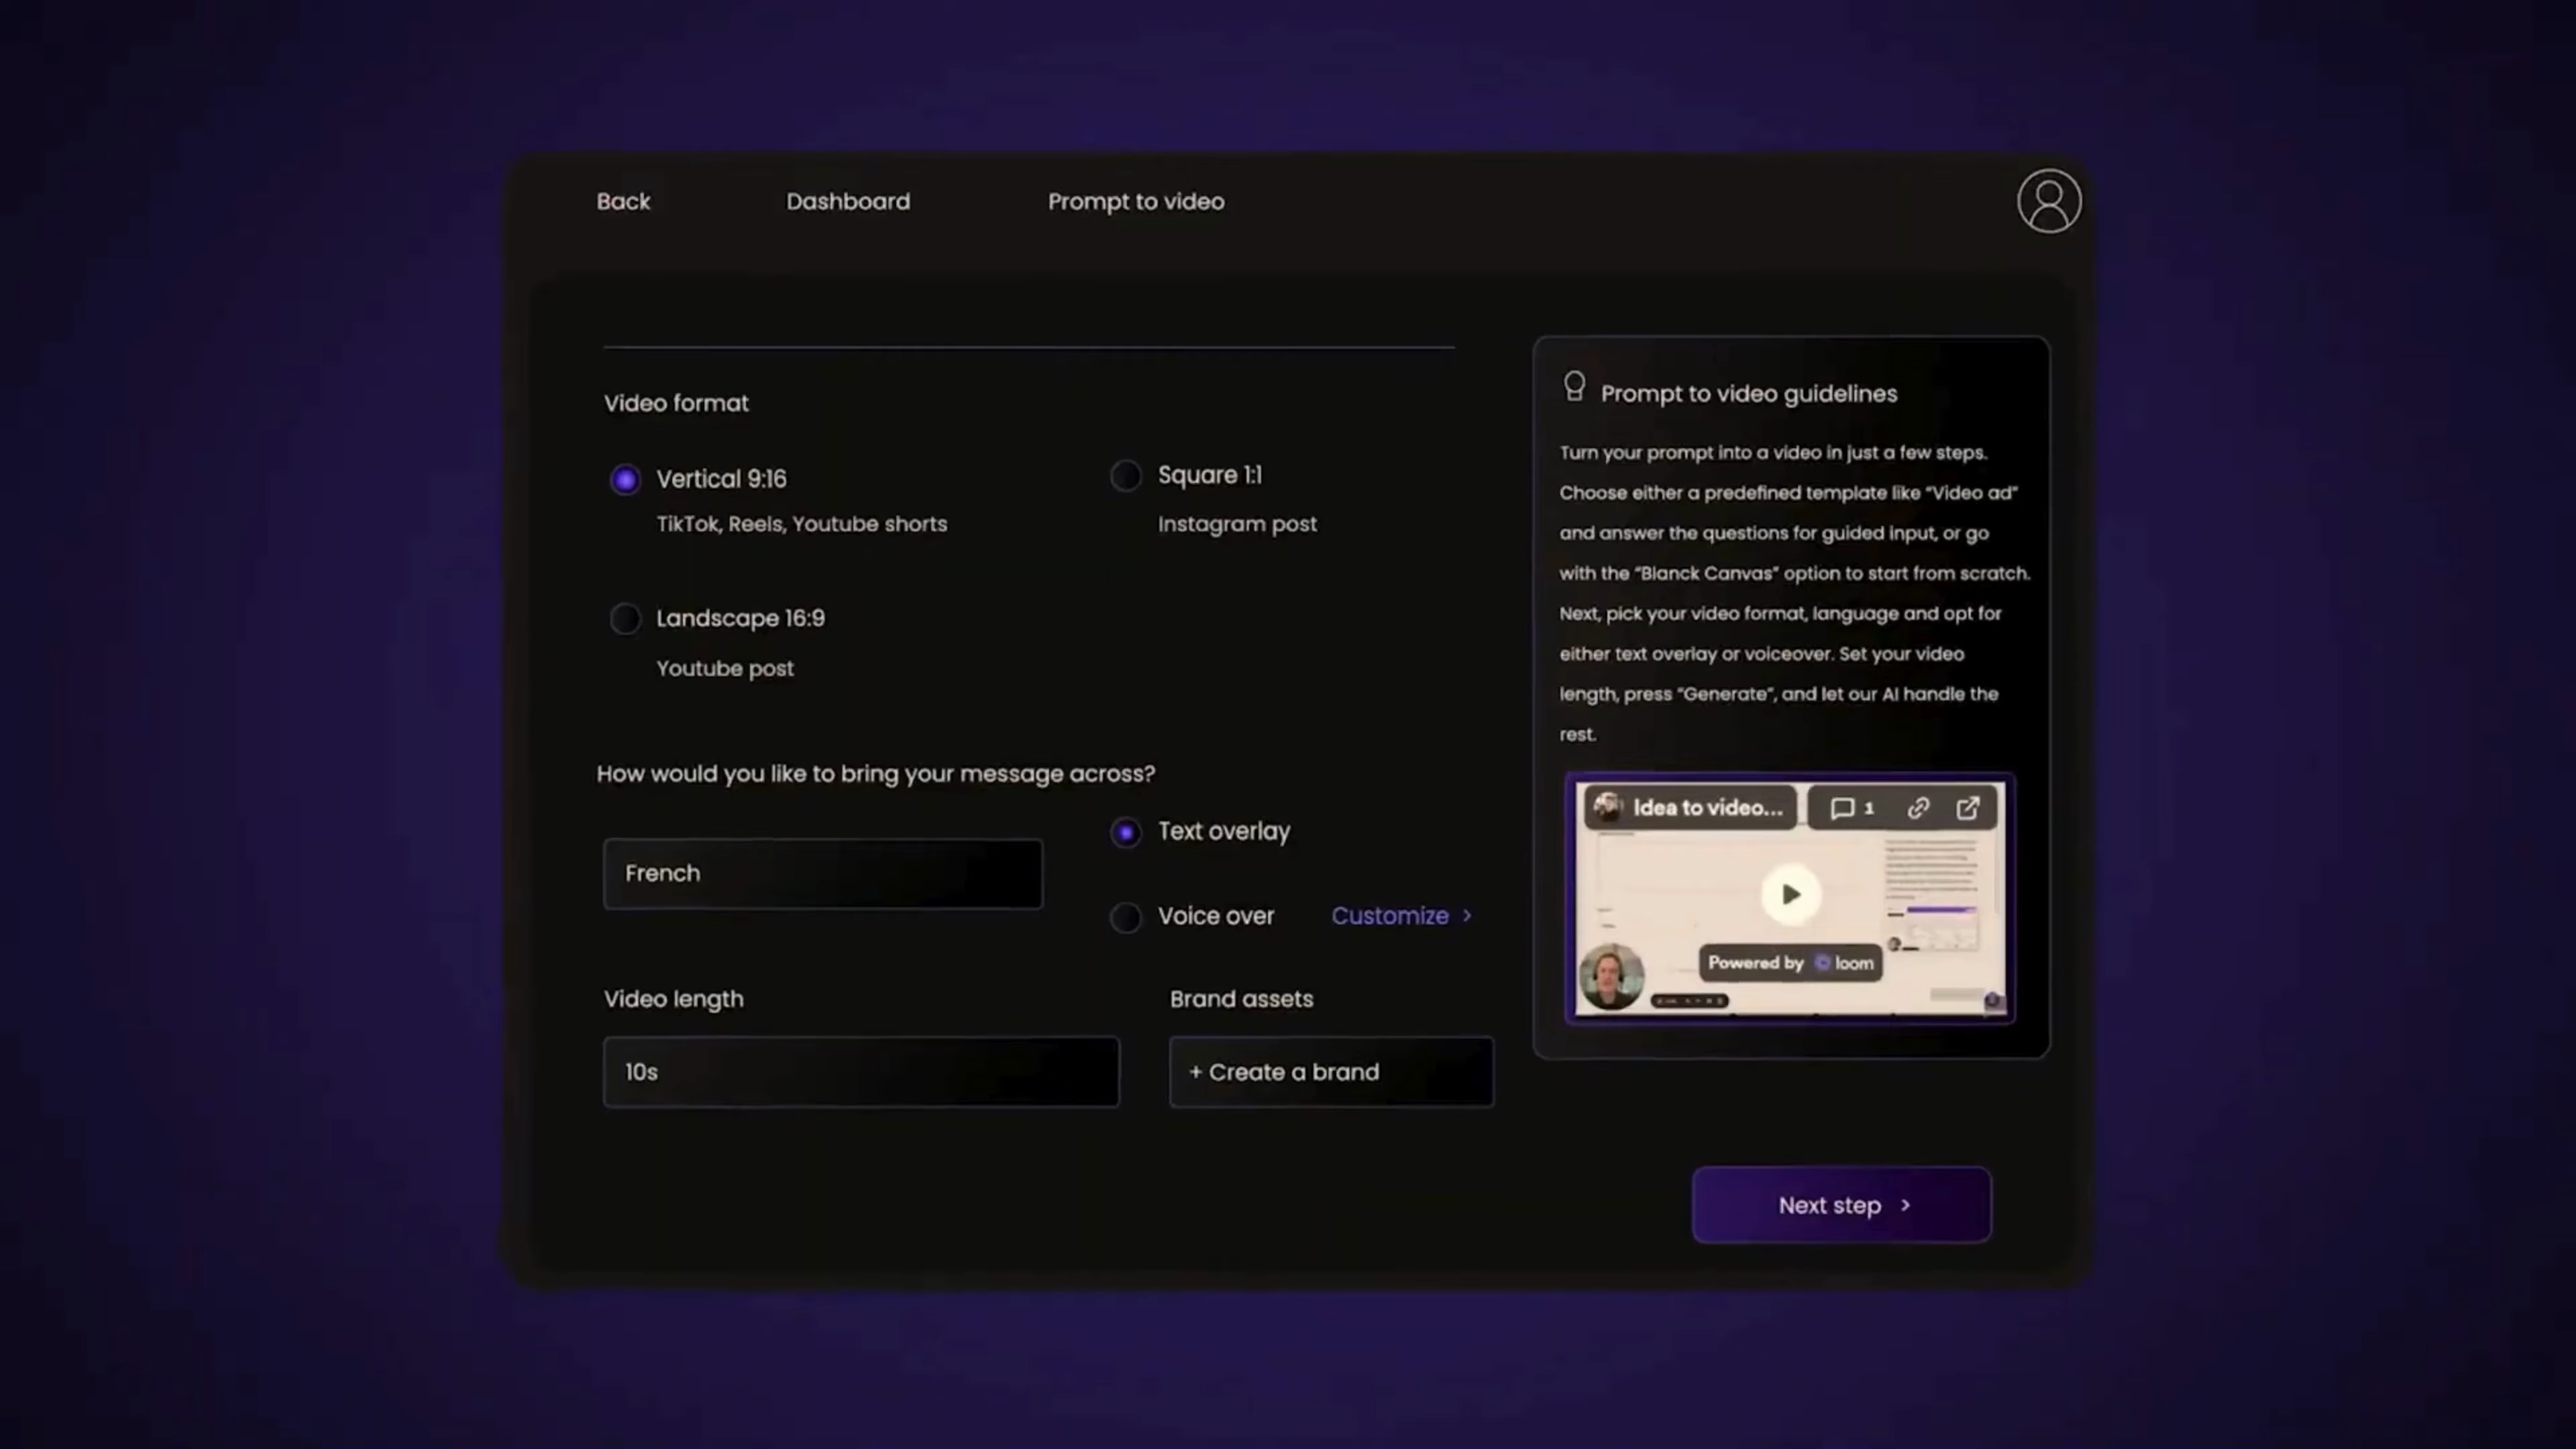 Back
Dashboard
Prompt to video
Video format
Vertical 9:16
TikTok, Reels, Youtube shorts
Square 1:1
Instagram post
Landscape 16:9
Youtube post
How would you like to bring your message across?
French
Text overlay
Voice over
Customize >
Video length
10s
Brand assets
+ Create a brand
Prompt to video guidelines
Turn your prompt into a video in just a few steps.
Choose either a predefined template like “Video ad”
and answer the questions for guided input, or go
with the “Blanck Canvas” option to start from scratch.
Next, pick your video format, language and opt for
either text overlay or voiceover. Set your video
length, press “Generate”, and let our AI handle the
rest.
Idea to video...
1
Powered by loom
Next step >